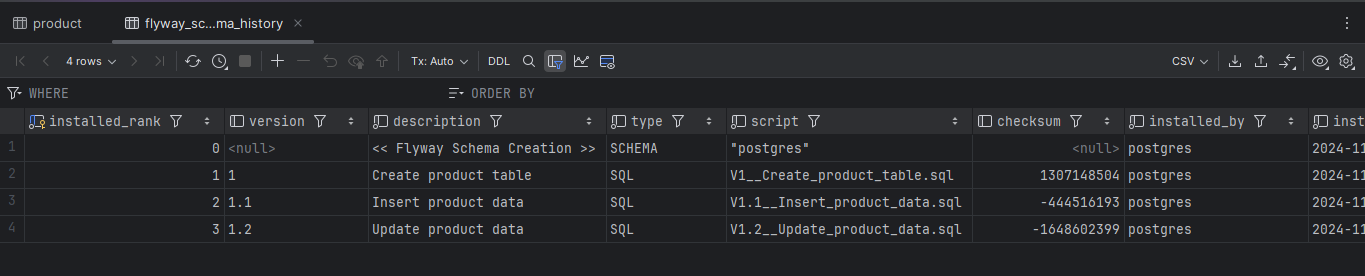 product flyway_sc...ma_history
4 rows Tx: Auto DDL CSV
WHERE ORDER BY
installed_rank version description type script checksum installed_by inst
1 0 <null> << Flyway Schema Creation >> SCHEMA "postgres" <null> postgres 2024-11
2 1 1 Create product table SQL V1__Create_product_table.sql 1307148504 postgres 2024-11
3 2 1.1 Insert product data SQL V1.1__Insert_product_data.sql -444516193 postgres 2024-11
4 3 1.2 Update product data SQL V1.2__Update_product_data.sql -1648602399 postgres 2024-11